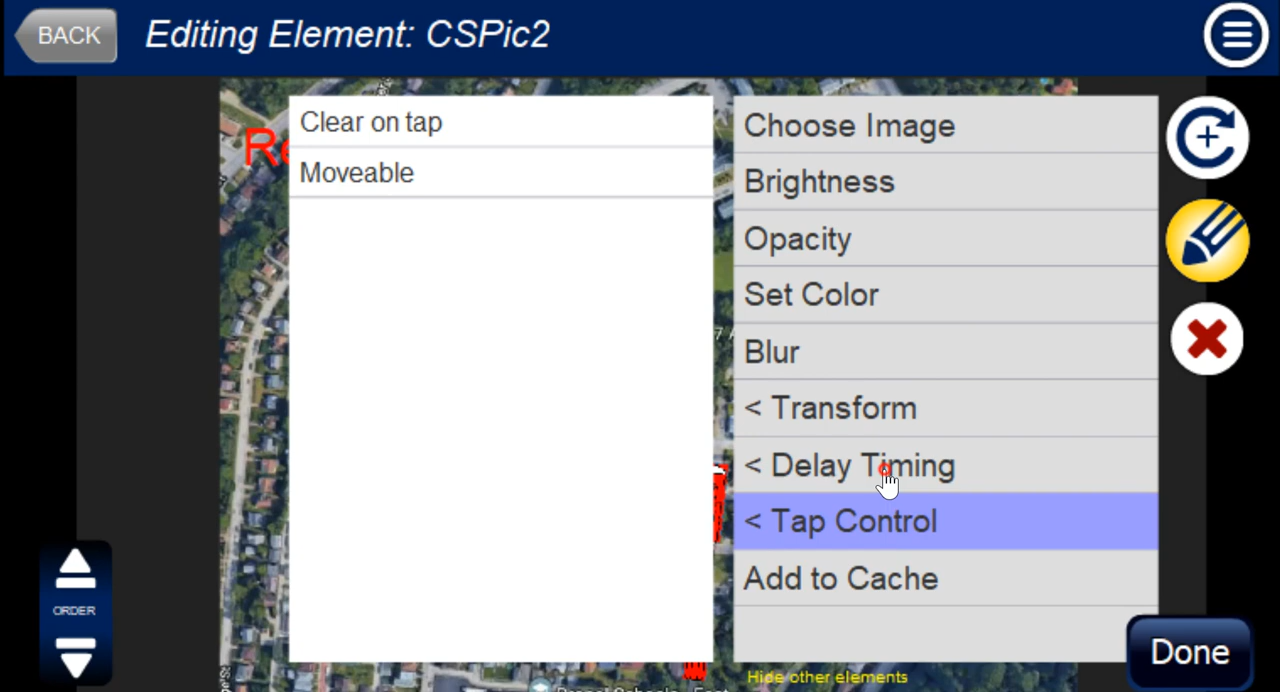 BACK
Editing Element: CSPic2
Clear on tap
Moveable
Choose Image
Brightness
Opacity
Set Color
Blur
< Transform
< Delay Timing
< Tap Control
Add to Cache
ORDER
Done
Hide other elements